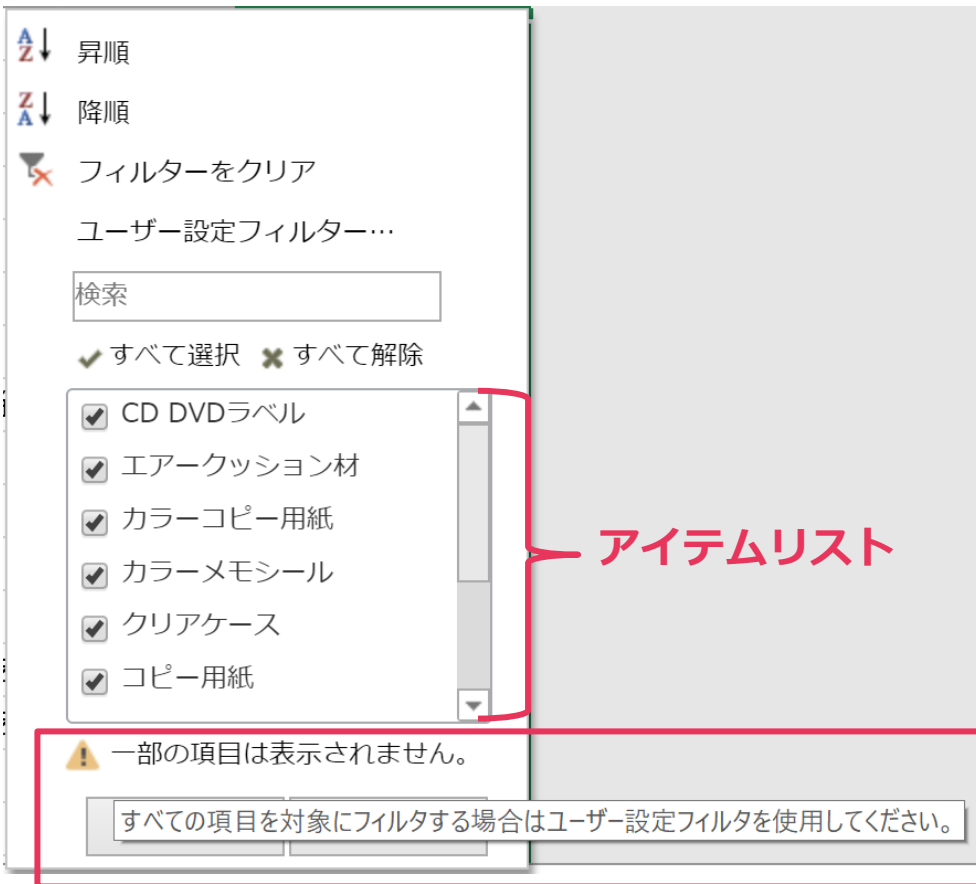 昇順
降順
フィルターをクリア
ユーザー設定フィルター…
検索
すべて選択 すべて解除
CD DVDラベル
エアークッション材
カラーコピー用紙
カラーメモシール
クリアケース
コピー用紙
アイテムリスト
一部の項目は表示されません。
すべての項目を対象にフィルタする場合はユーザー設定フィルタを使用してください。